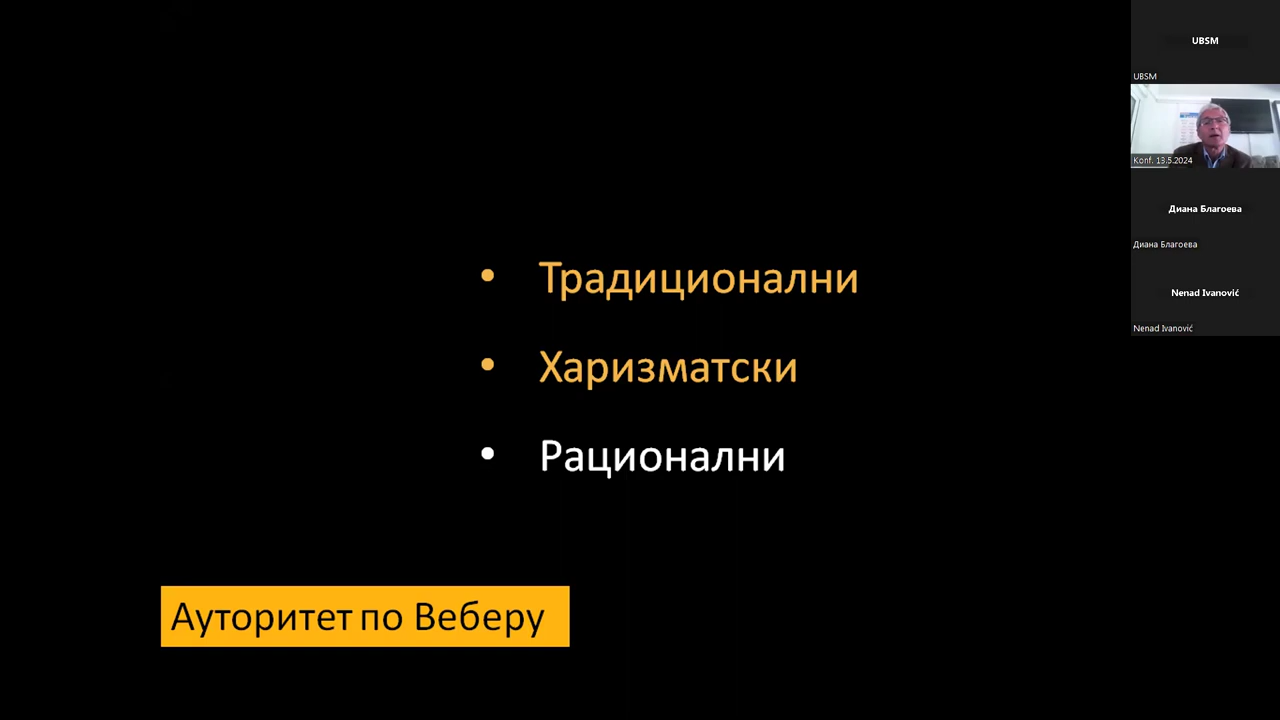 • Традиционални
• Харизматски
• Рационални
Ауторитет по Веберу
UBSM
UBSM
Konf. 13.5.2024
Диана Благоева
Диана Благоева
Nenad Ivanović
Nenad Ivanović